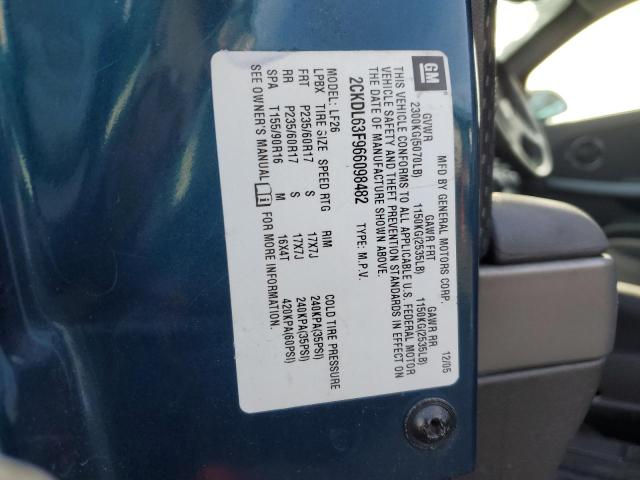 GM
MFD BY GENERAL MOTORS CORP. 12/05
GVWR GAWR FRT GAWR RR
2300KG(5070LB) 1150KG(2535LB) 1150KG(2535LB)
THIS VEHICLE CONFORMS TO ALL APPLICABLE U.S. FEDERAL MOTOR
VEHICLE SAFETY AND THEFT PREVENTION STANDARDS IN EFFECT ON
THE DATE OF MANUFACTURE SHOWN ABOVE.
2CKDL63F966098482 TYPE: M.P.V.
MODEL: LF26
LPBX TIRE SIZE SPEED RTG RIM COLD TIRE PRESSURE
FRT P235/60R17 S 17X7J 240KPA(35PSI)
RR P235/60R17 S 17X7J 240KPA(35PSI)
SPA T155/90R16 M 16X4T 420KPA(60PSI)
SEE OWNER'S MANUAL i FOR MORE INFORMATION.